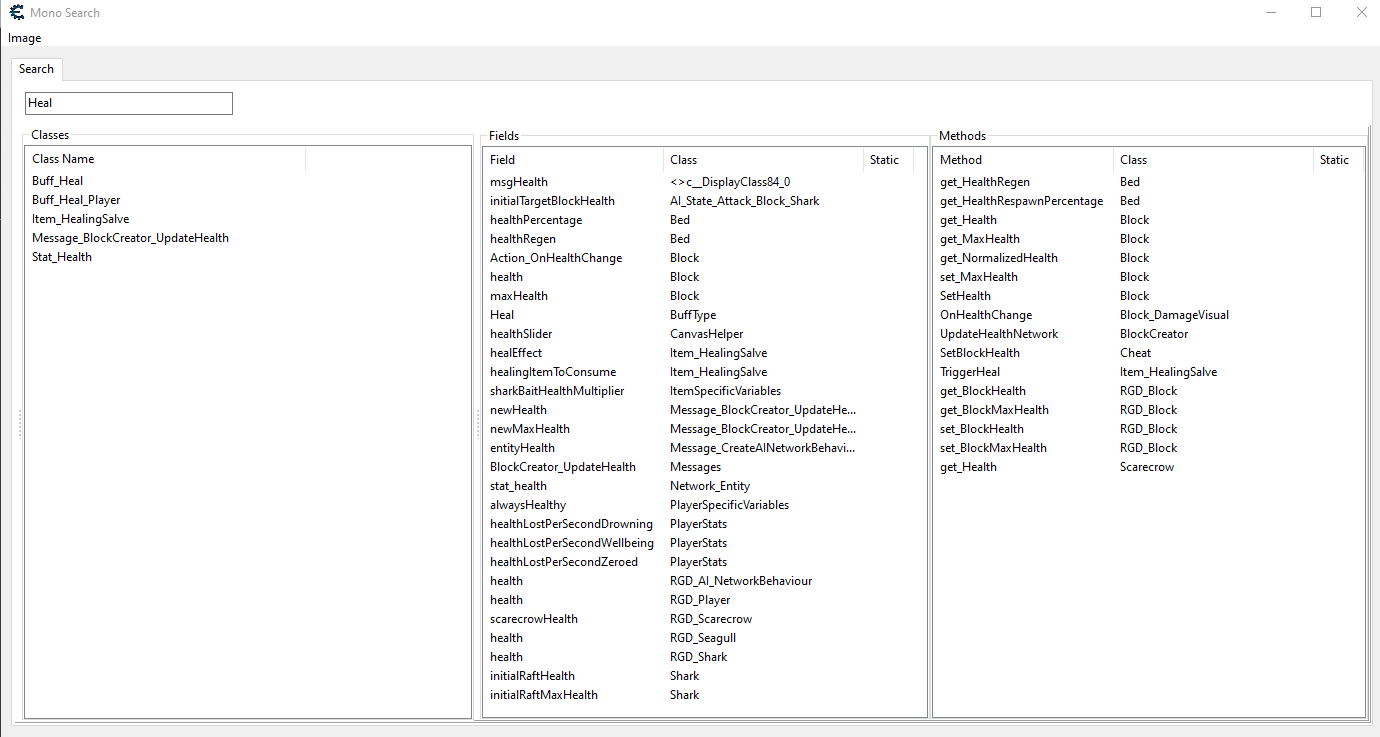 Mono Search
Image
Search
Heal
Classes
Class Name
Buff_Heal
Buff_Heal_Player
Item_HealingSalve
Message_BlockCreator_UpdateHealth
Stat_Health
Fields
Field Class Static
msgHealth <>c__DisplayClass84_0
initialTargetBlockHealth AI_State_Attack_Block_Shark
healthPercentage Bed
healthRegen Bed
Action_OnHealthChange Block
health Block
maxHealth Block
Heal BuffType
healthSlider CanvasHelper
healEffect Item_HealingSalve
healingItemToConsume Item_HealingSalve
sharkBaitHealthMultiplier ItemSpecificVariables
newHealth Message_BlockCreator_UpdateHe...
newMaxHealth Message_BlockCreator_UpdateHe...
entityHealth Message_CreateAINetworkBehavi...
BlockCreator_UpdateHealth Messages
stat_health Network_Entity
alwaysHealthy PlayerSpecificVariables
healthLostPerSecondDrowning PlayerStats
healthLostPerSecondWellbeing PlayerStats
healthLostPerSecondZeroed PlayerStats
health RGD_AI_NetworkBehaviour
health RGD_Player
scarecrowHealth RGD_Scarecrow
health RGD_Seagull
health RGD_Shark
initialRaftHealth Shark
initialRaftMaxHealth Shark
Methods
Method Class Static
get_HealthRegen Bed
get_HealthRespawnPercentage Bed
get_Health Block
get_MaxHealth Block
get_NormalizedHealth Block
set_MaxHealth Block
SetHealth Block
OnHealthChange Block_DamageVisual
UpdateHealthNetwork BlockCreator
SetBlockHealth Cheat
TriggerHeal Item_HealingSalve
get_BlockHealth RGD_Block
get_BlockMaxHealth RGD_Block
set_BlockHealth RGD_Block
set_BlockMaxHealth RGD_Block
get_Health Scarecrow